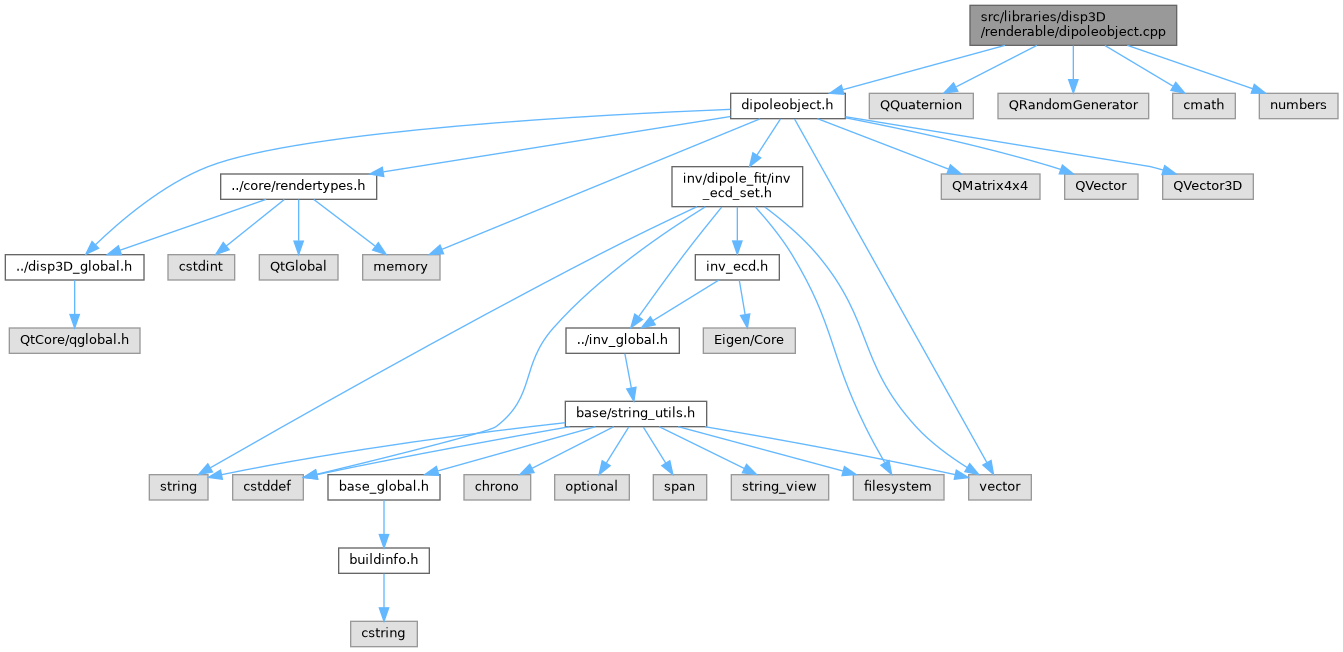 src/libraries/disp3D
/renderable/dipoleobject.cpp
dipoleobject.h
QQuaternion
QRandomGenerator
cmath
numbers
../core/rendertypes.h
inv/dipole_fit/inv
_ecd_set.h
QMatrix4x4
QVector
QVector3D
../disp3D_global.h
cstdint
QtGlobal
memory
inv_ecd.h
QtCore/qglobal.h
../inv_global.h
Eigen/Core
base/string_utils.h
string
cstddef
base_global.h
chrono
optional
span
string_view
filesystem
vector
buildinfo.h
cstring